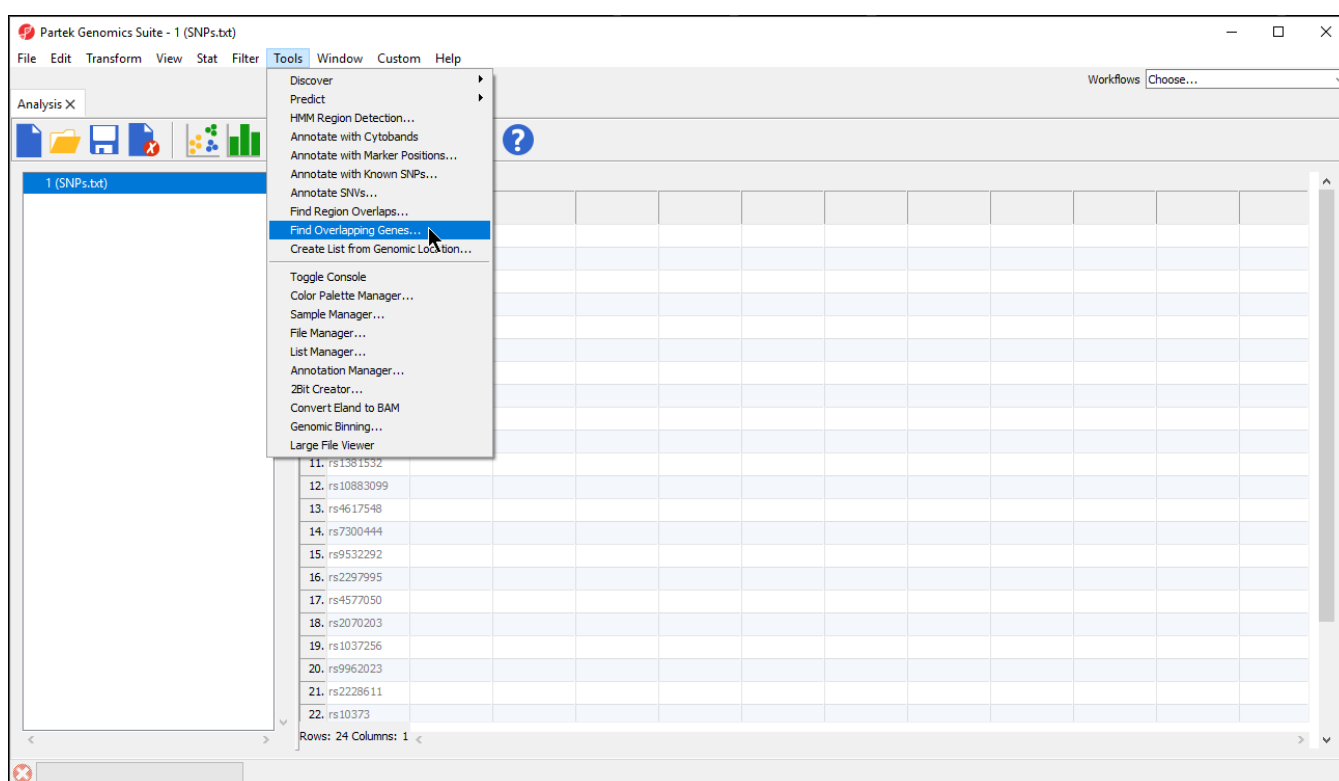 Partek Genomics Suite - 1 (SNPs.txt)
File Edit Transform View Stat Filter Tools Window Custom Help
Workflows Choose...
Analysis X
Discover
Predict
HMM Region Detection...
Annotate with Cytobands
Annotate with Marker Positions...
Annotate with Known SNPs...
Annotate SNVs...
Find Region Overlaps...
Find Overlapping Genes...
Create List from Genomic Location...
Toggle Console
Color Palette Manager...
Sample Manager...
File Manager...
List Manager...
Annotation Manager...
2Bit Creator...
Convert Eland to BAM
Genomic Binning...
Large File Viewer
?
1 (SNPs.txt)
11. rs1381532
12. rs10883099
13. rs4617548
14. rs7300444
15. rs9532292
16. rs2297995
17. rs4577050
18. rs2070203
19. rs1037256
20. rs9962023
21. rs2228611
22. rs10373
Rows: 24 Columns: 1